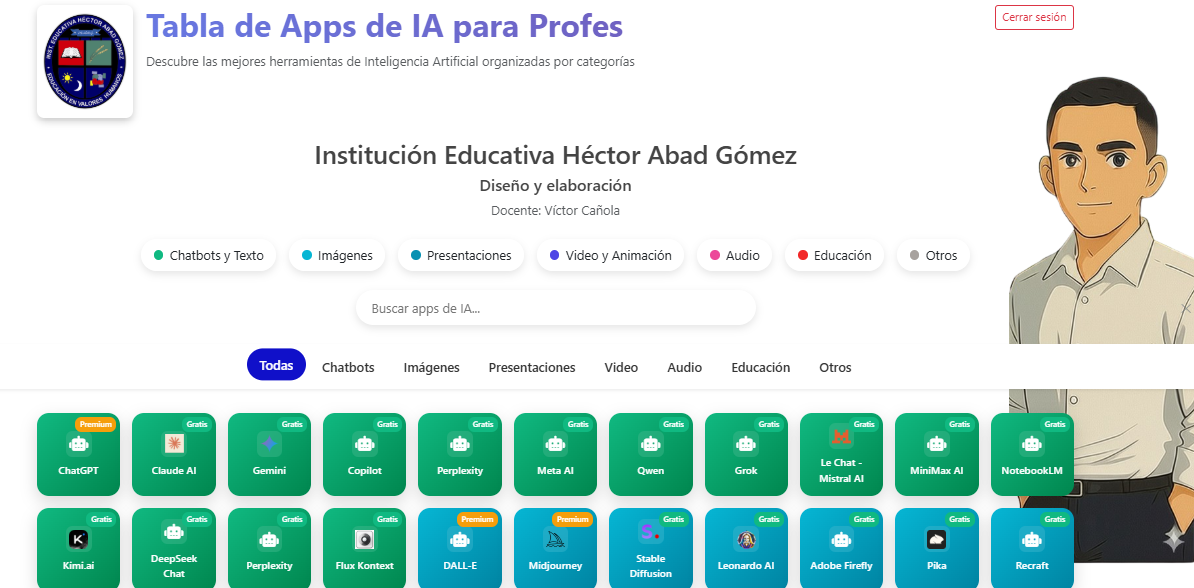 INST. EDUCATIVA HÉCTOR ABAD GÓMEZ
EDUCACIÓN EN VALORES HUMANOS
Tabla de Apps de IA para Profes
Cerrar sesión
Descubre las mejores herramientas de Inteligencia Artificial organizadas por categorías
Institución Educativa Héctor Abad Gómez
Diseño y elaboración
Docente: Víctor Cañola
Chatbots y Texto Imágenes Presentaciones Video y Animación Audio Educación Otros
Buscar apps de IA...
Todas Chatbots Imágenes Presentaciones Video Audio Educación Otros
Premium Gratis Gratis Gratis Gratis Gratis Gratis Gratis Gratis Gratis Gratis
ChatGPT Claude AI Gemini Copilot Perplexity Meta AI Qwen Grok Le Chat - MiniMax AI NotebookLM
Mistral AI
Gratis Gratis Gratis Gratis Premium Premium Gratis Gratis Gratis Gratis Gratis
Kimi.ai DeepSeek Perplexity Flux Kontext DALL-E Midjourney Stable Leonardo AI Adobe Firefly Pika Recraft
Chat Diffusion